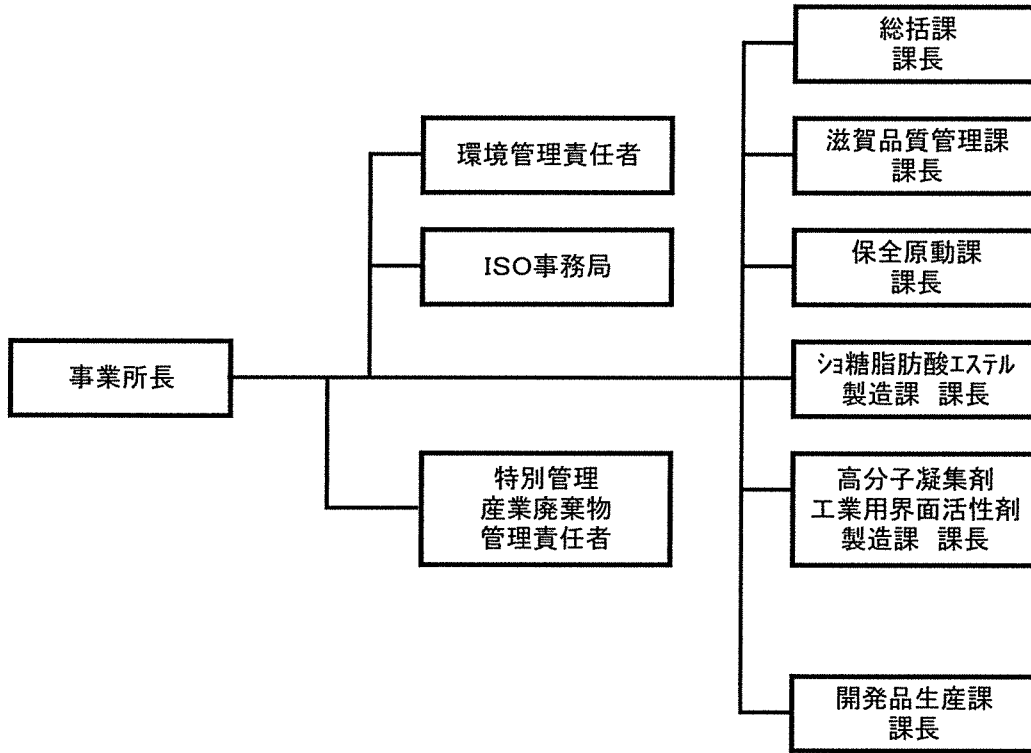 事業所長
環境管理責任者
ISO事務局
特別管理
産業廃棄物
管理責任者
総括課
課長
滋賀品質管理課
課長
保全原動課
課長
ショ糖脂肪酸エステル
製造課 課長
高分子凝集剤
工業用界面活性剤
製造課 課長
開発品生産課
課長